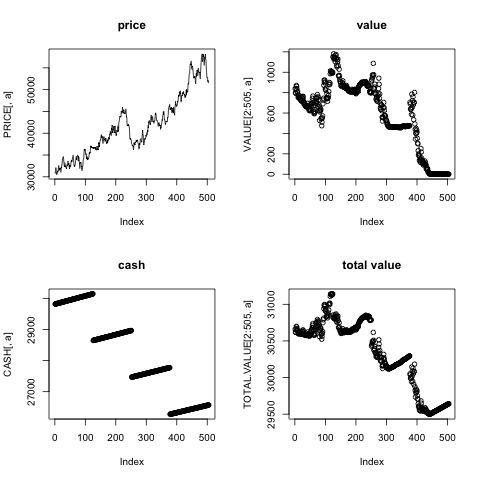 price
PRICE[, a]
30000 40000 50000
0 100 200 300 400 500
Index
value
VALUE[2:505, a]
0 200 600 1000
0 100 200 300 400 500
Index
cash
CASH[, a]
27000 29000
0 100 200 300 400 500
Index
total value
TOTAL.VALUE[2:505, a]
29500 30000 30500 31000
0 100 200 300 400 500
Index